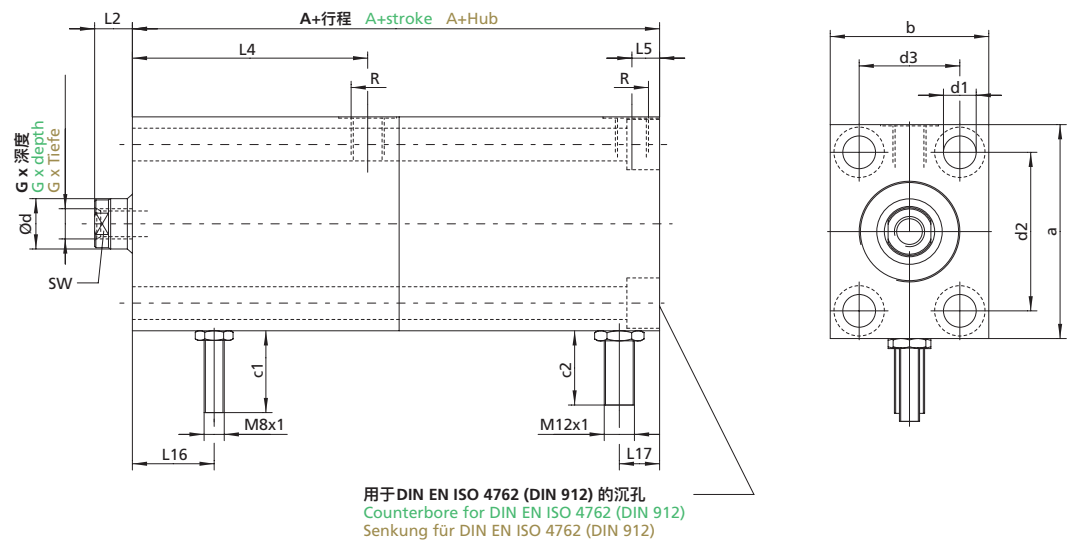 L2
A+行程 A+stroke A+Hub
L4
L5
R
R
G x 深度
G x depth
G x Tiefe
Ød
SW
c1
c2
M8x1
M12x1
L16
L17
用于DIN EN ISO 4762 (DIN 912) 的沉孔
Counterbore for DIN EN ISO 4762 (DIN 912)
Senkung für DIN EN ISO 4762 (DIN 912)
b
d3
d1
d2
a